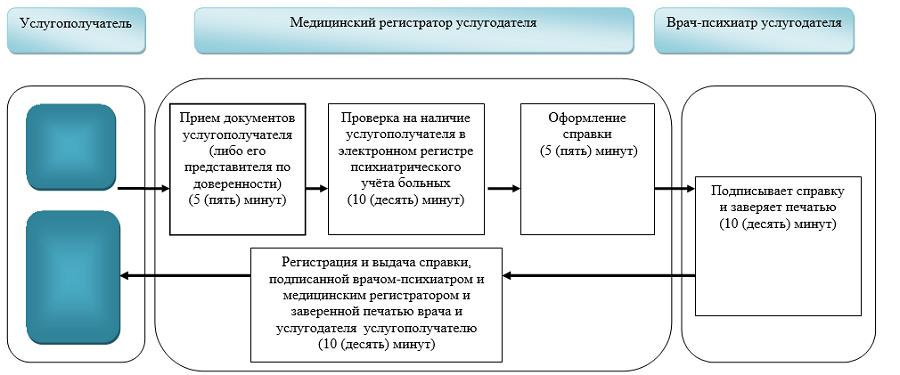 Услугополучатель
Медицинский регистратор услугодателя
Врач-психиатр услугодателя
Прием документов
услугополучателя
(либо его
представителя по
доверенности)
(5 (пять) минут)
Проверка на наличие
услугополучателя в
электронном регистре
психиатрического
учёта больных
(10 (десять) минут)
Оформление
справки
(5 (пять) минут)
Подписывает справку
и заверяет печатью
(10 (десять) минут)
Регистрация и выдача справки,
подписанной врачом-психиатром и
медицинским регистратором и
заверенной печатью врача и
услугодателя услугополучателю
(10 (десять) минут)